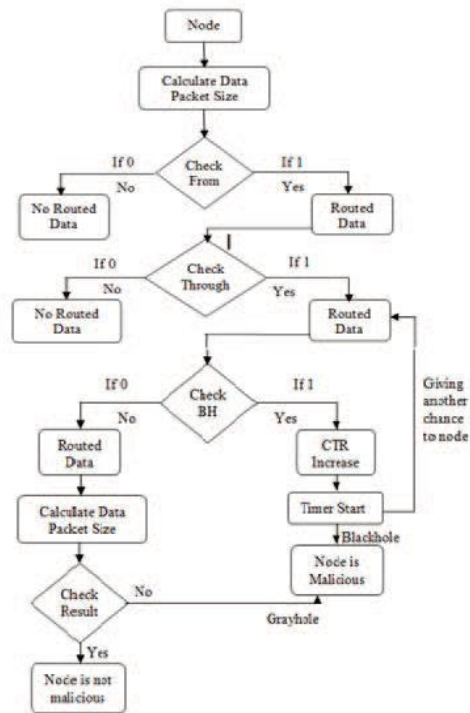 Node
Calculate Data
Packet Size
If 0
Check
From
If 1
No
Yes
No Routed
Data
Routed
Data
If 0
Check
Through
If 1
No
Yes
No Routed
Data
Routed
Data
If 0
Check
BH
If 1
No
Yes
Giving
another
chance
to node
Routed
Data
CTR
Increase
Calculate Data
Packet Size
Timer Start
Blackhole
Node is
Malicious
Check
Result
No
Grayhole
Yes
Node is not
malicious